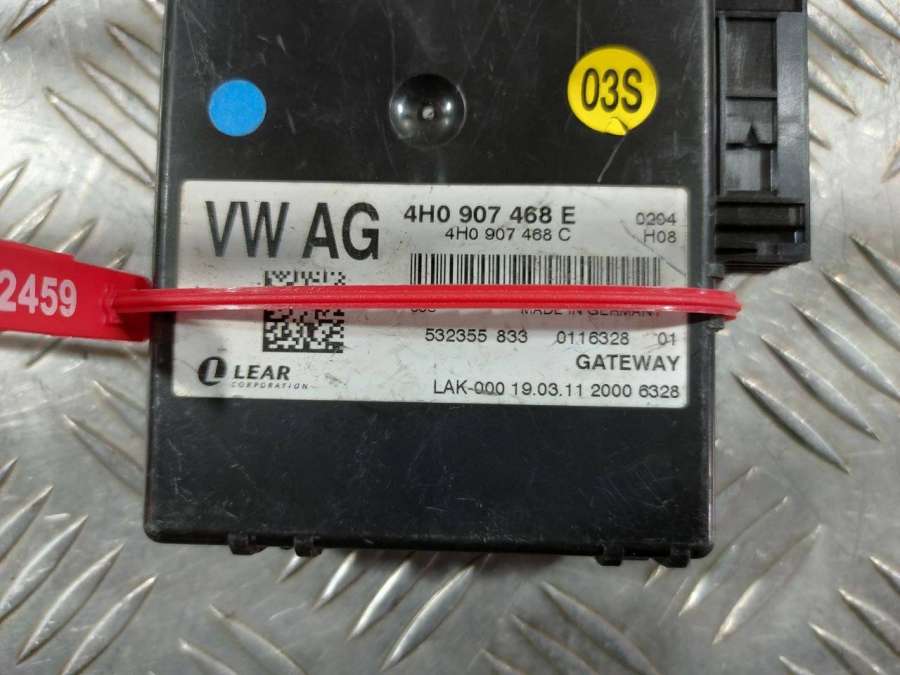 03S
VW AG
4H0 907 468 E
0204
4H0 907 468 C
H08
2459
MADE IN GERMANY
532355 833 0116328 01
GATEWAY
LEAR
CORPORATION
LAK-000 19.03.11 2000 6328